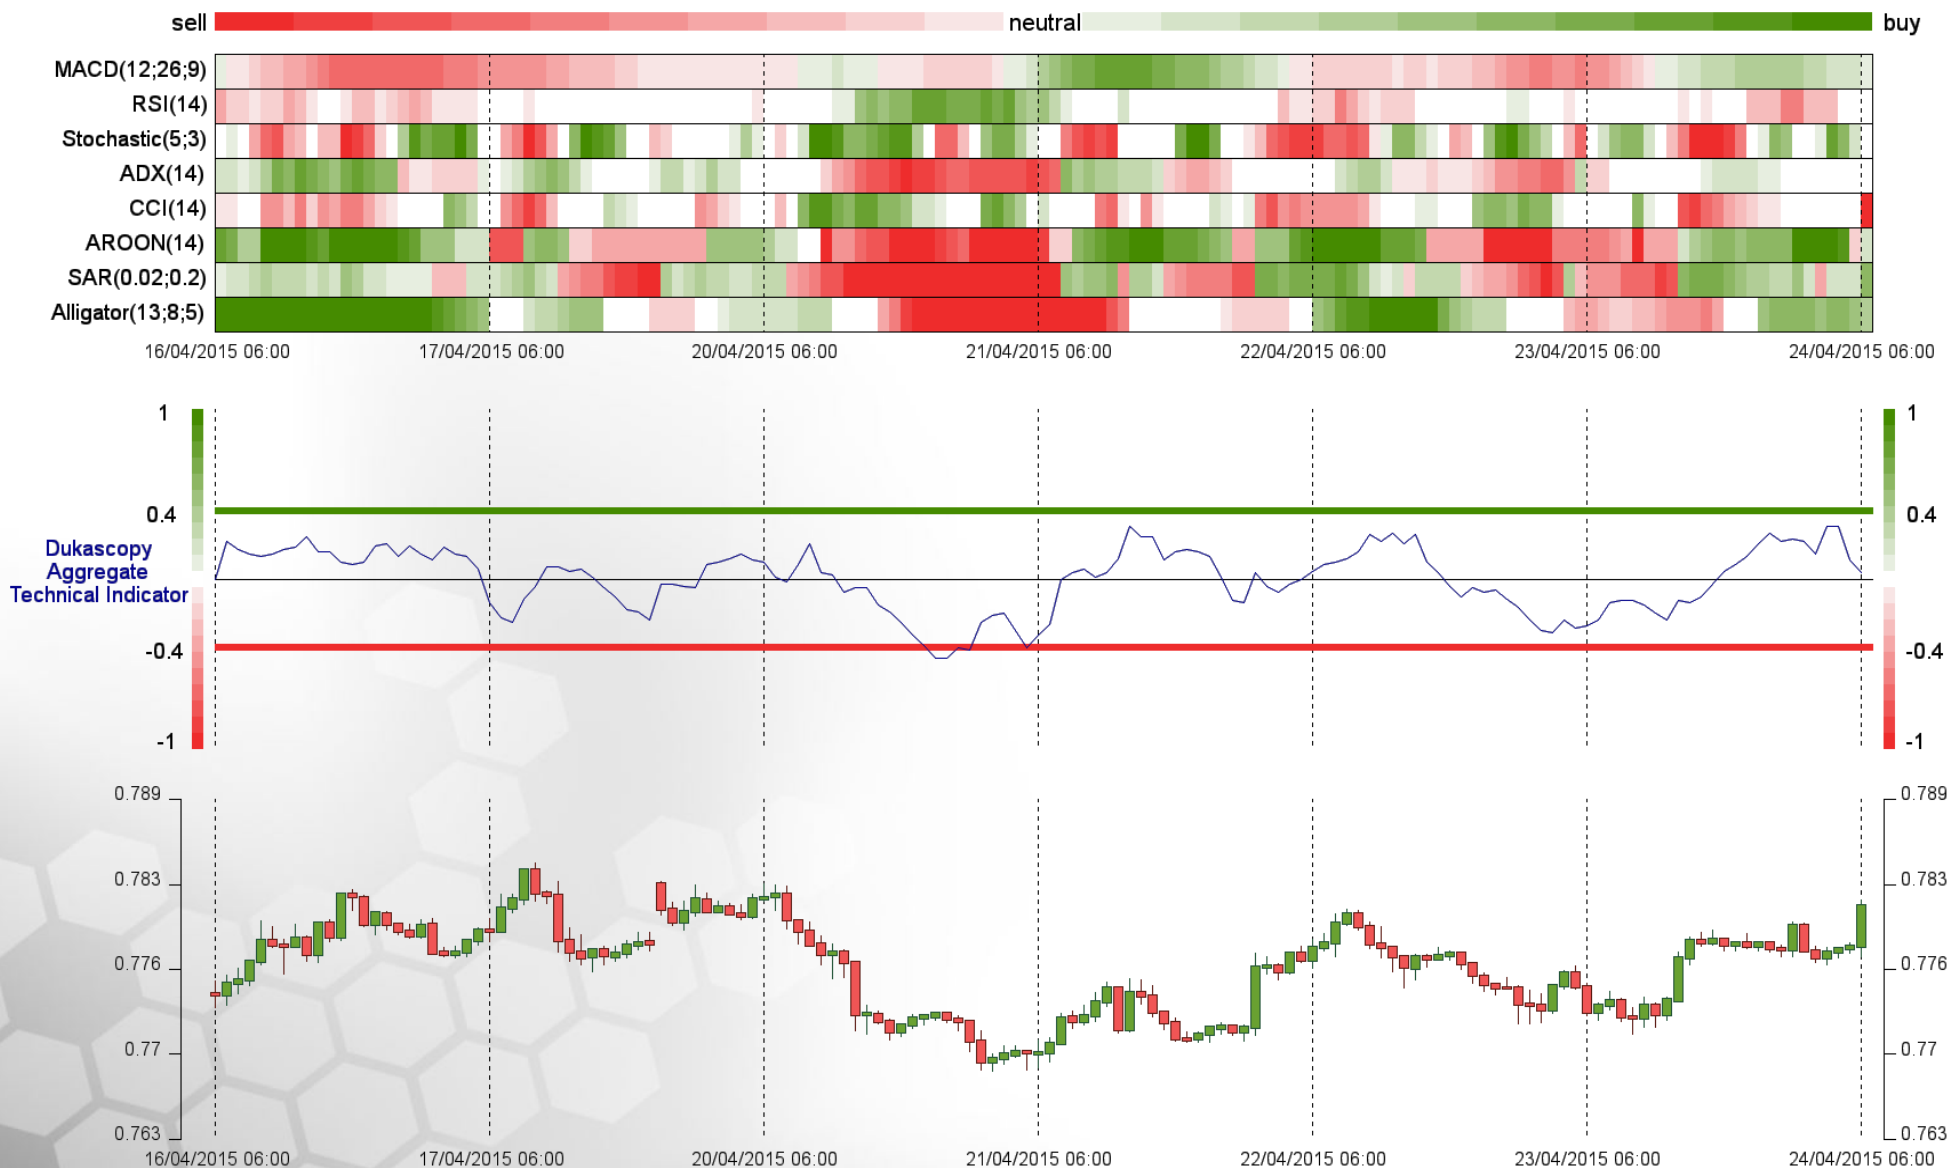 sell neutral buy
MACD(12;26;9)
RSI(14)
Stochastic(5;3)
ADX(14)
CCI(14)
AROON(14)
SAR(0.02;0.2)
Alligator(13;8;5)
16/04/2015 06:00 17/04/2015 06:00 20/04/2015 06:00 21/04/2015 06:00 22/04/2015 06:00 23/04/2015 06:00 24/04/2015 06:00
1 1
0.4 0.4
Dukascopy
Aggregate
Technical Indicator
-0.4 -0.4
-1 -1
0.789 0.789
0.783 0.783
0.776 0.776
0.77 0.77
0.763 0.763
16/04/2015 06:00 17/04/2015 06:00 20/04/2015 06:00 21/04/2015 06:00 22/04/2015 06:00 23/04/2015 06:00 24/04/2015 06:00